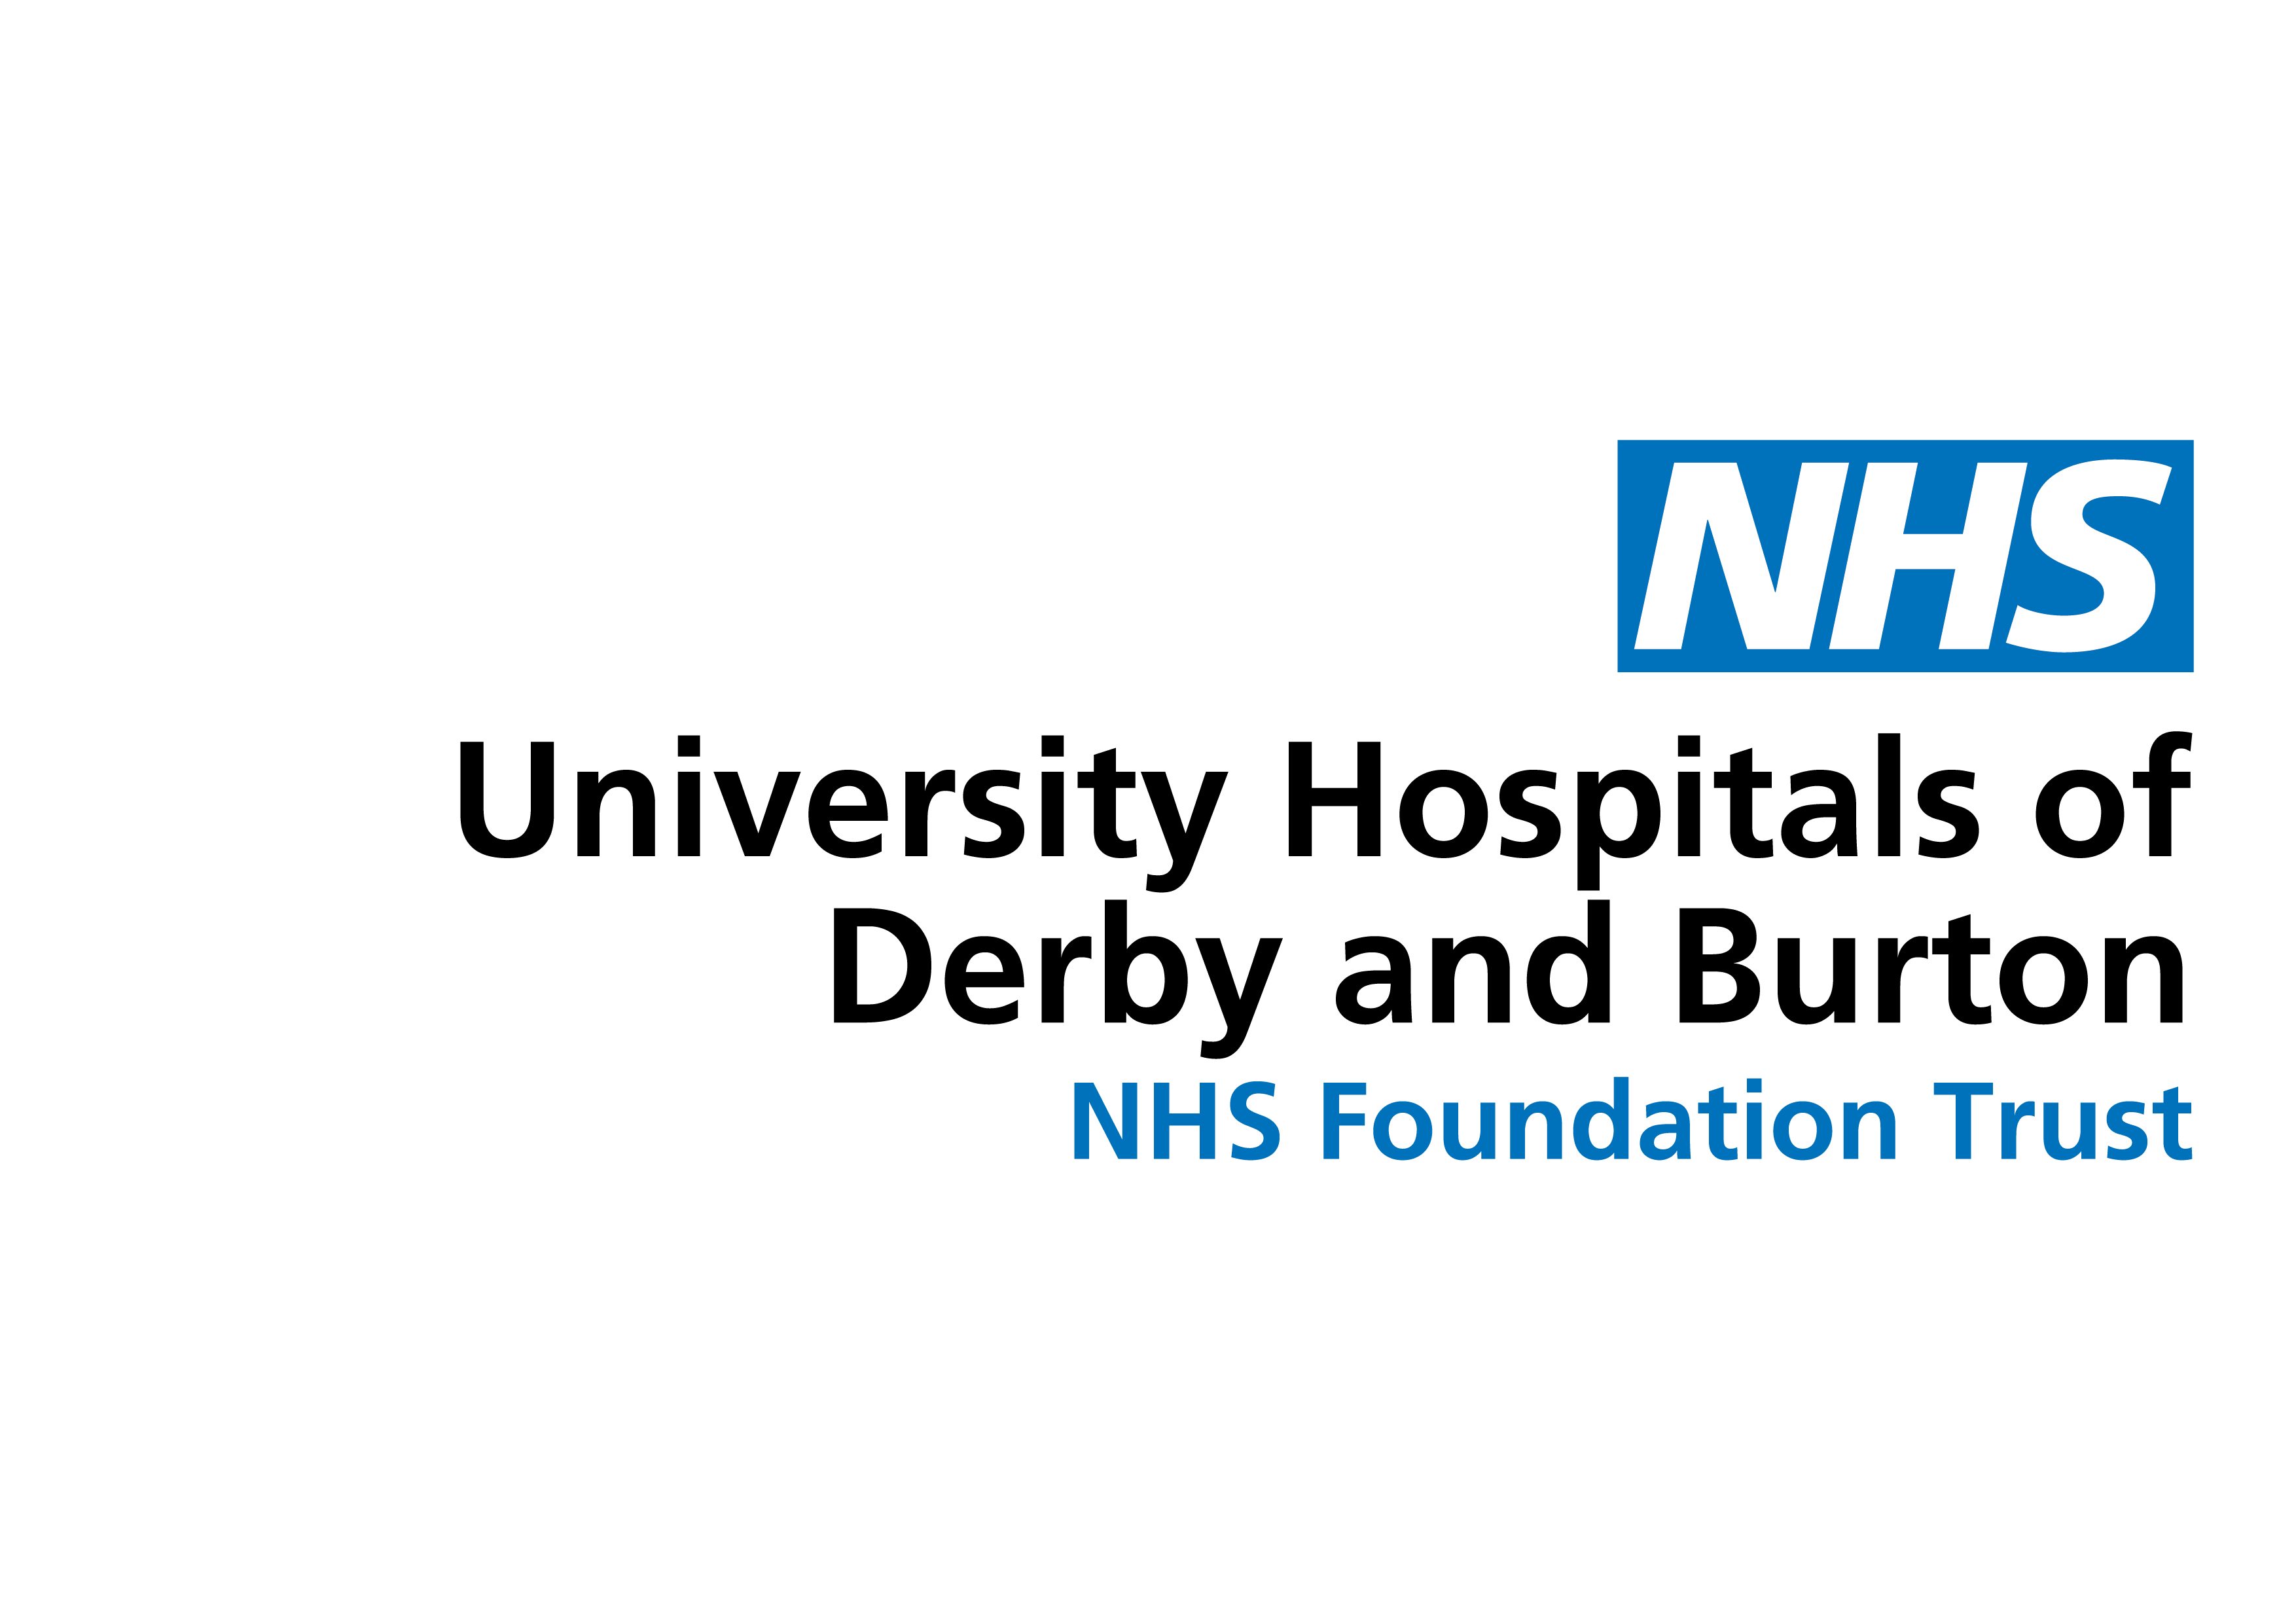 NHS
University Hospitals of
Derby and Burton
NHS Foundation Trust